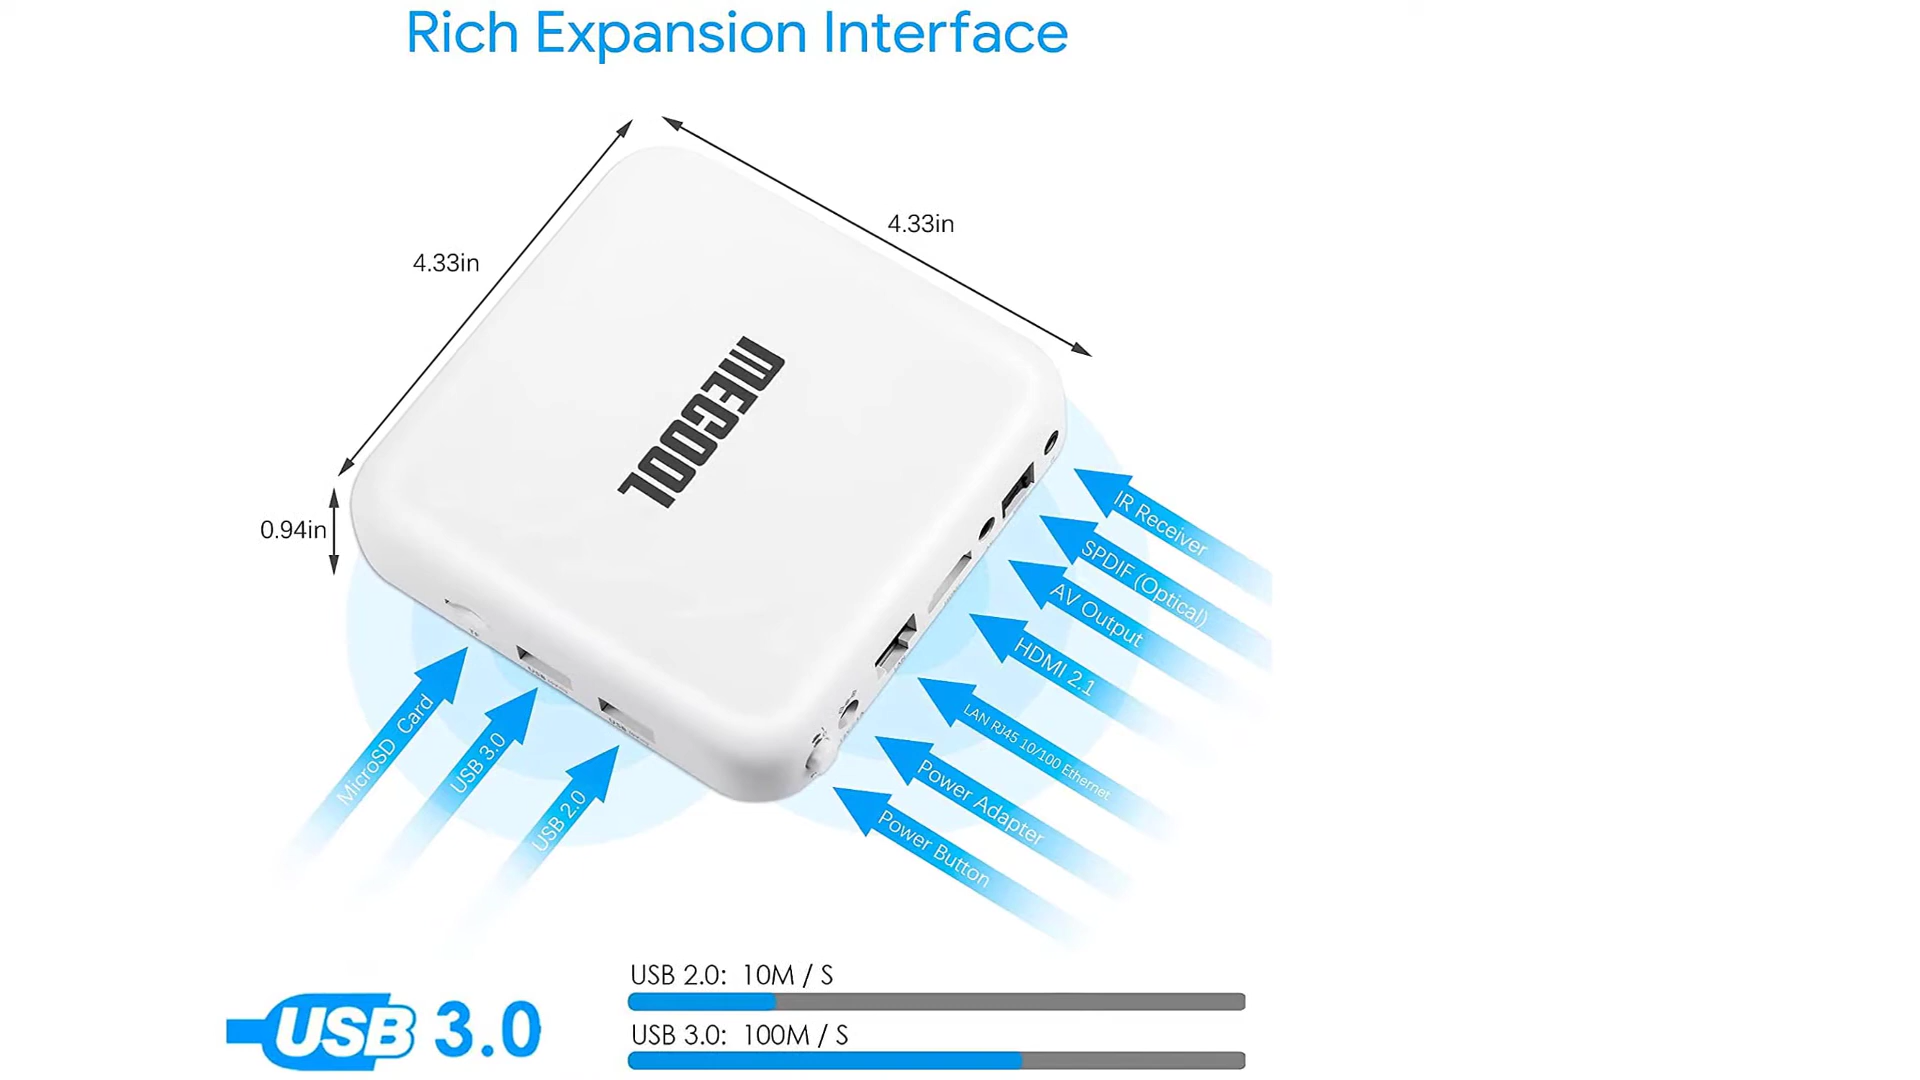 Rich Expansion Interface
4.33in
4.33in
MECOOL
0.94in
IR Receiver
SPDIF (Optical)
AV Output
HDMI 2.1
LAN RJ45 10/100 Ethernet
Power Adapter
Power Button
MicroSD Card
USB 3.0
USB 2.0
USB 2.0: 10M / S
USB 3.0
USB 3.0: 100M / S